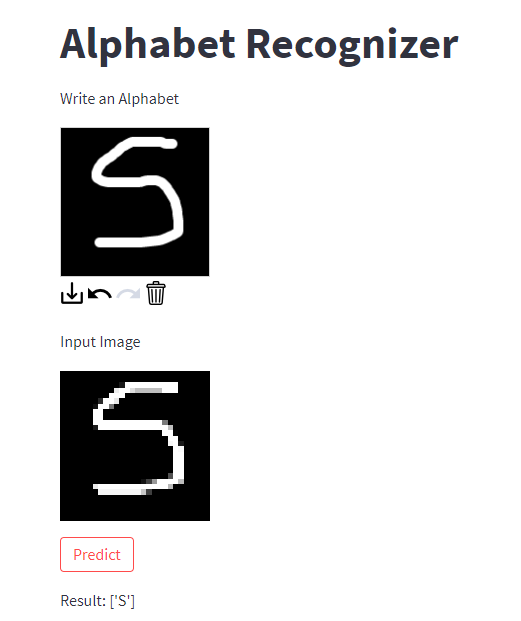 Alphabet Recognizer
Write an Alphabet
S
Input Image
S
Predict
Result: ['S']